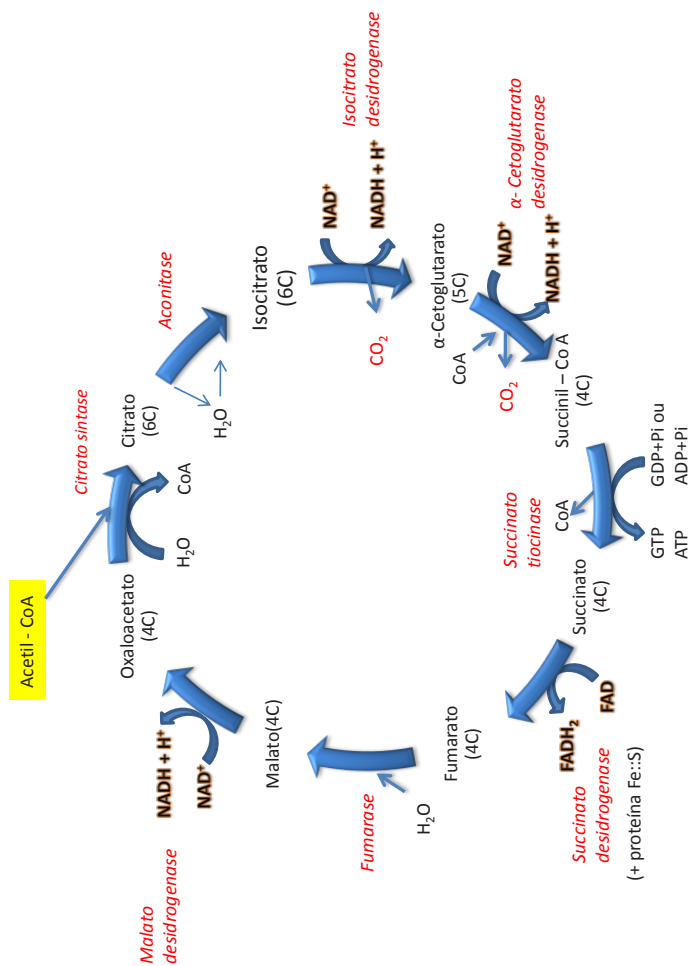 Acetil - CoA
Citrato sintase
Oxaloacetato
(4C)
H₂O
CoA
Citrato
(6C)
Aconitase
H₂O
Isocitrato
(6C)
NAD⁺
NADH + H⁺
Isocitrato
desidrogenase
CO₂
α-Cetoglutarato
(5C)
NAD⁺
NADH + H⁺
α- Cetoglutarato
desidrogenase
CoA
CO₂
Succinil – Co A
(4C)
GDP+Pi ou
ADP+Pi
GTP
ATP
CoA
Succinato
tiocinase
Succinato
(4C)
FAD
FADH₂
Succinato
desidrogenase
(+ proteína Fe::S)
Fumarato
(4C)
H₂O
Fumarase
Malato(4C)
NAD⁺
NADH + H⁺
Malato
desidrogenase